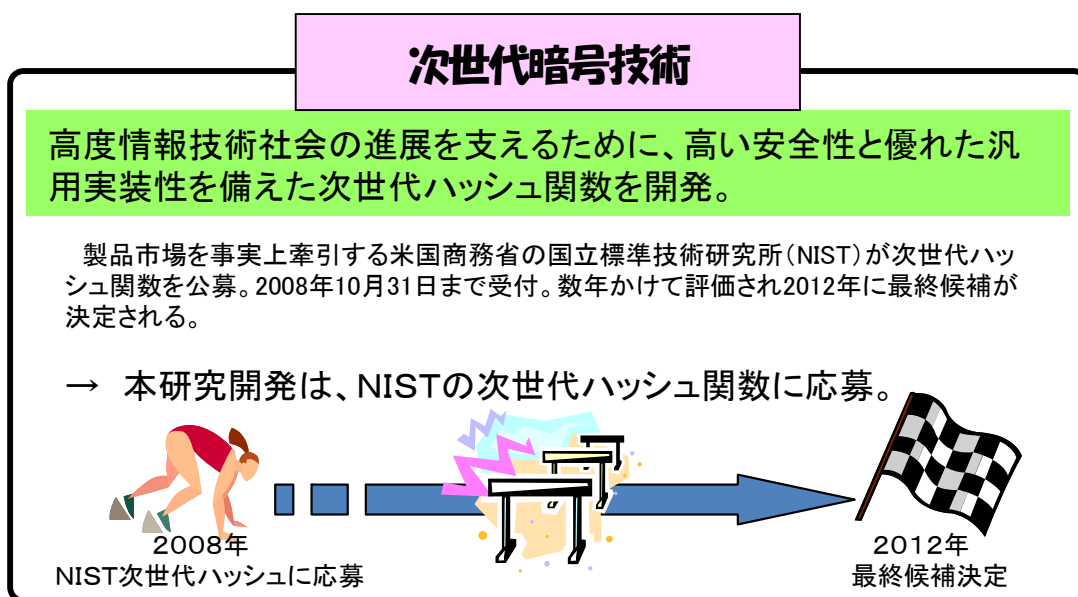 次世代暗号技術
高度情報技術社会の進展を支えるために、高い安全性と優れた汎
用実装性を備えた次世代ハッシュ関数を開発。
製品市場を事実上牽引する米国商務省の国立標準技術研究所(NIST)が次世代ハッ
シュ関数を公募。2008年10月31日まで受付。数年かけて評価され2012年に最終候補が
決定される。
→ 本研究開発は、NISTの次世代ハッシュ関数に応募。
2008年
NIST次世代ハッシュに応募
2012年
最終候補決定